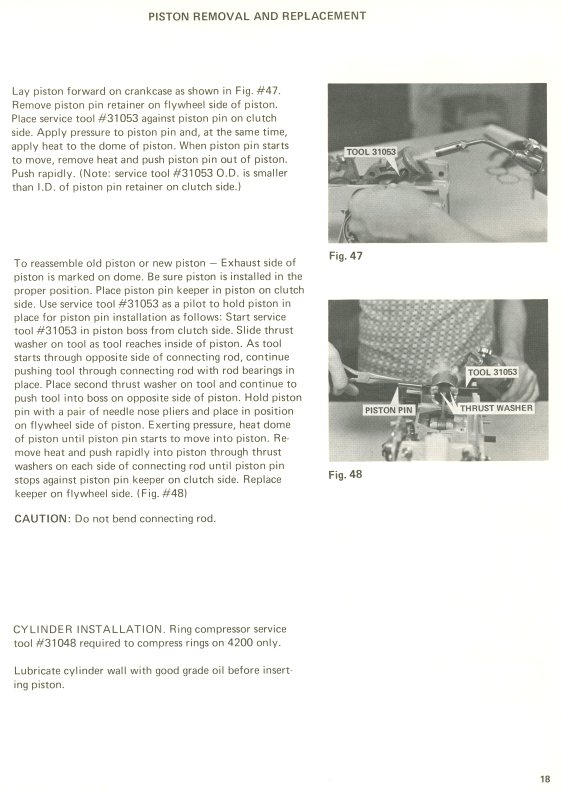 PISTON REMOVAL AND REPLACEMENT
Lay piston forward on crankcase as shown in Fig. #47.
Remove piston pin retainer on flywheel side of piston.
Place service tool #31053 against piston pin on clutch
side. Apply pressure to piston pin and, at the same time,
apply heat to the dome of piston. When piston pin starts
to move, remove heat and push piston pin out of piston.
Push rapidly. (Note: service tool #31053 O.D. is smaller
than I.D. of piston pin retainer on clutch side.)
TOOL 31053
Fig. 47
To reassemble old piston or new piston — Exhaust side of
piston is marked on dome. Be sure piston is installed in the
proper position. Place piston pin keeper in piston on clutch
side. Use service tool #31053 as a pilot to hold piston in
place for piston pin installation as follows: Start service
tool #31053 in piston boss from clutch side. Slide thrust
washer on tool as tool reaches inside of piston. As tool
starts through opposite side of connecting rod, continue
pushing tool through connecting rod with rod bearings in
place. Place second thrust washer on tool and continue to
push tool into boss on opposite side of piston. Hold piston
pin with a pair of needle nose pliers and place in position
on flywheel side of piston. Exerting pressure, heat dome
of piston until piston pin starts to move into piston. Re-
move heat and push rapidly into piston through thrust
washers on each side of connecting rod until piston pin
stops against piston pin keeper on clutch side. Replace
keeper on flywheel side. (Fig. #48)
TOOL 31053
PISTON PIN
THRUST WASHER
Fig. 48
CAUTION: Do not bend connecting rod.
CYLINDER INSTALLATION. Ring compressor service
tool #31048 required to compress rings on 4200 only.
Lubricate cylinder wall with good grade oil before insert-
ing piston.
18